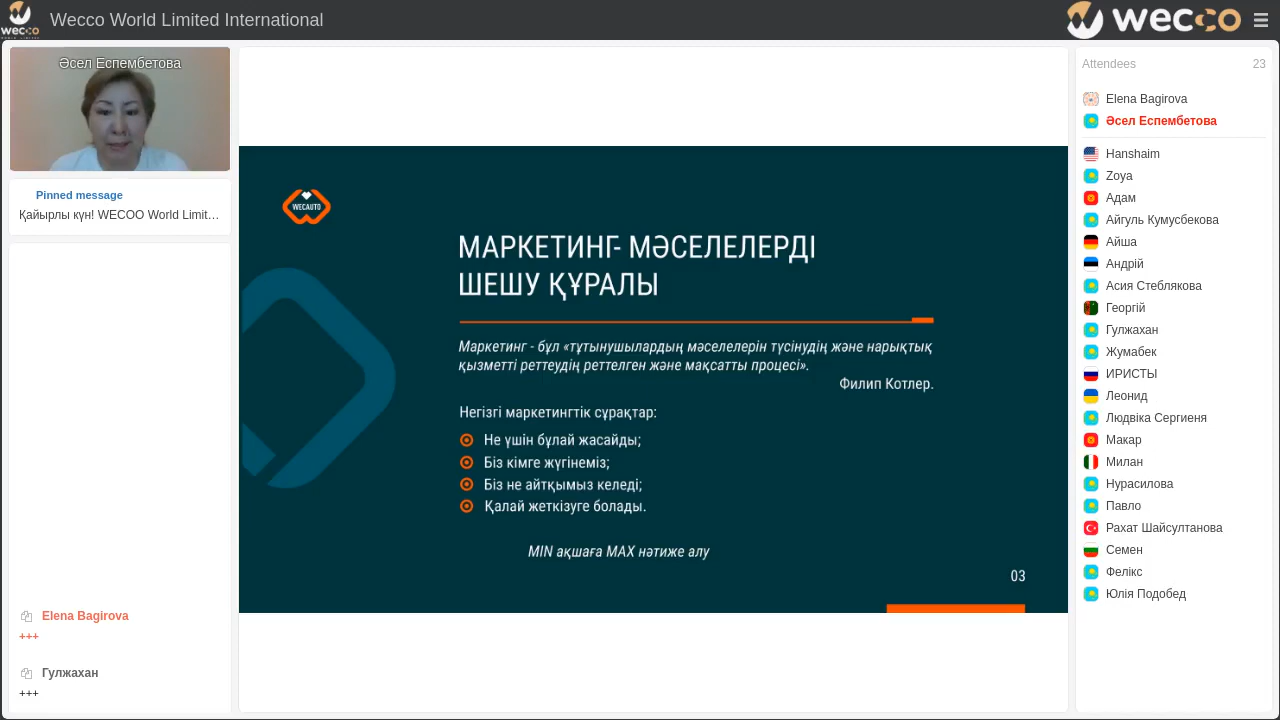 wecco
Wecco World Limited International
wecco
Әсел Еспембетова
Pinned message
Қайырлы күн! WECOO World Limit…
Elena Bagirova
+++
Гулжахан
+++
WECAUTO
МАРКЕТИНГ- МӘСЕЛЕЛЕРДІ
ШЕШУ ҚҰРАЛЫ
Маркетинг - бұл «тұтынушылардың мәселелерін түсінудің және нарықтық
қызметті реттеудің реттелген және мақсатты процесі».
Филип Котлер.
Негізгі маркетингтік сұрақтар:
Не үшін бұлай жасайды;
Біз кімге жүгінеміз;
Біз не айтқымыз келеді;
Қалай жеткізуге болады.
MIN ақшаға MAX нәтиже алу
03
Attendees 23
Elena Bagirova
Әсел Еспембетова
Hanshaim
Zoya
Адам
Айгуль Кумусбекова
Айша
Андрій
Асия Стеблякова
Георгій
Гулжахан
Жумабек
ИРИСТЫ
Леонид
Людвіка Сергиеня
Макар
Милан
Нурасилова
Павло
Рахат Шайсултанова
Семен
Фелікс
Юлія Подобед